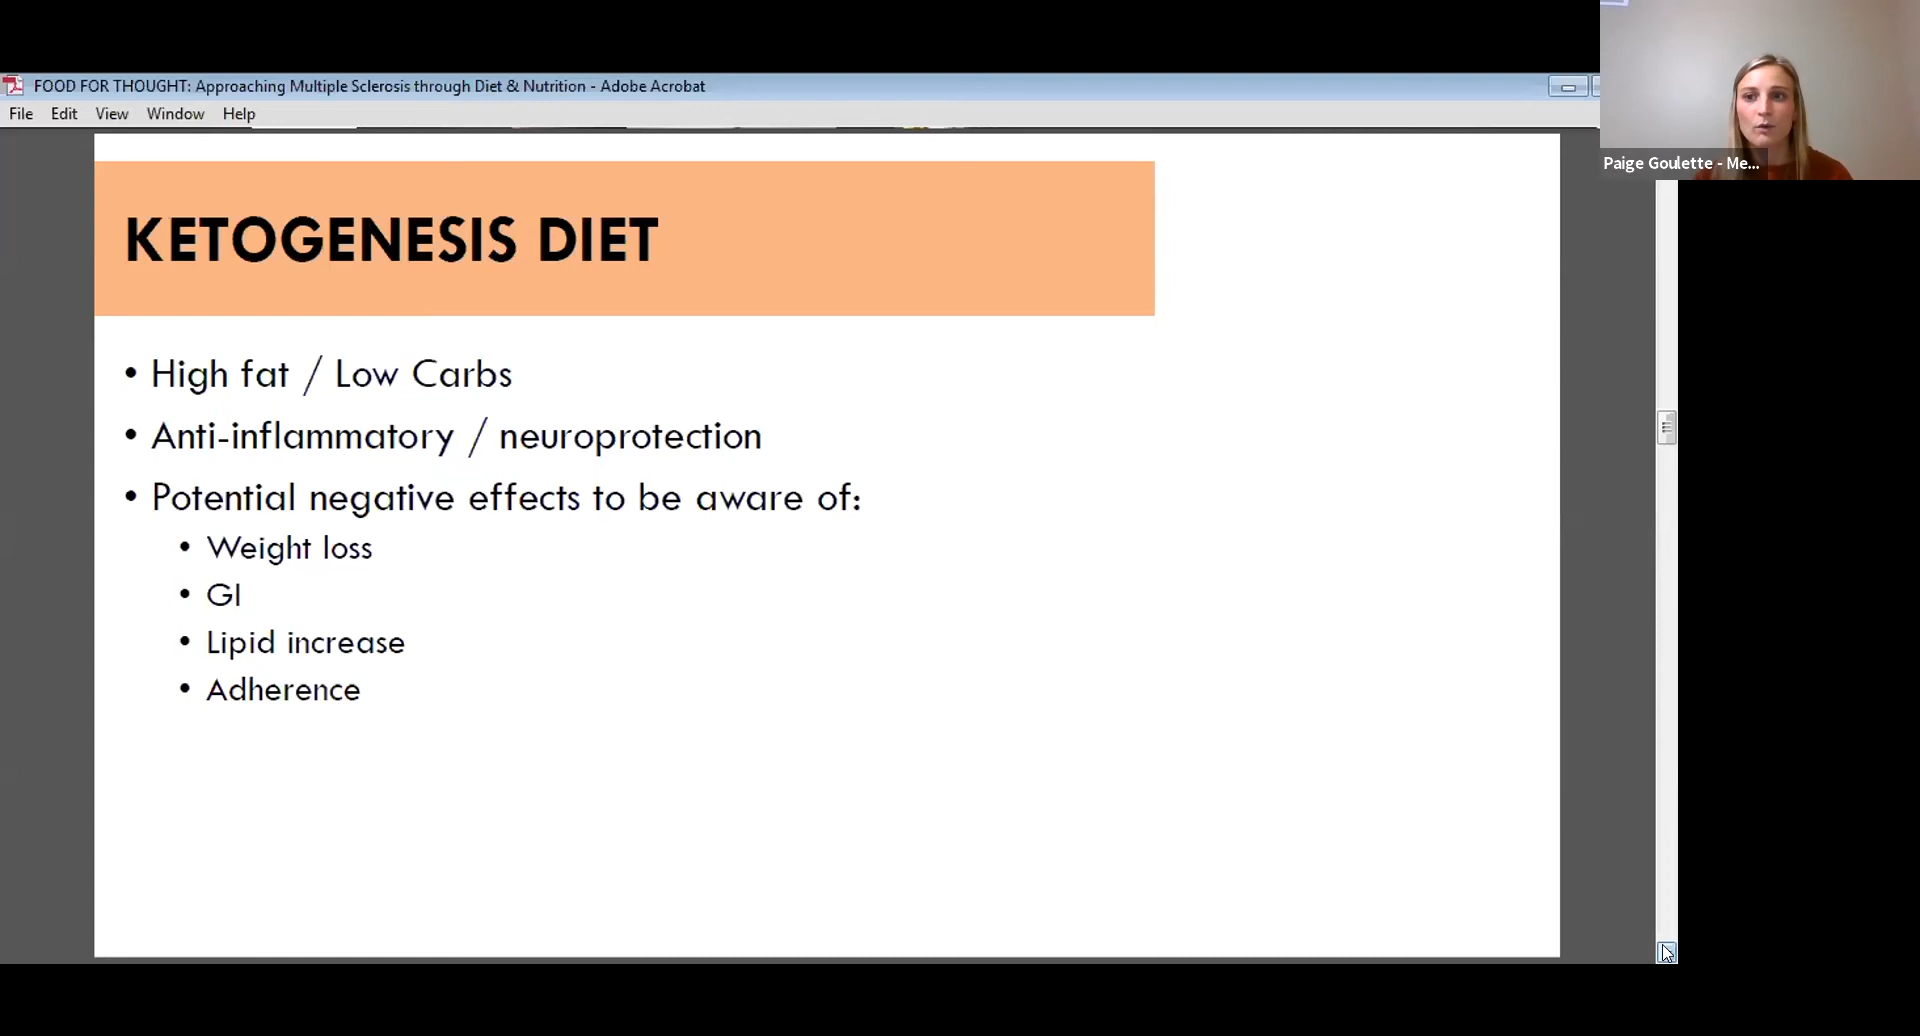 FOOD FOR THOUGHT: Approaching Multiple Sclerosis through Diet & Nutrition - Adobe Acrobat
File Edit View Window Help
Paige Goulette - Me...
KETOGENESIS DIET
• High fat / Low Carbs
• Anti-inflammatory / neuroprotection
• Potential negative effects to be aware of:
• Weight loss
• GI
• Lipid increase
• Adherence